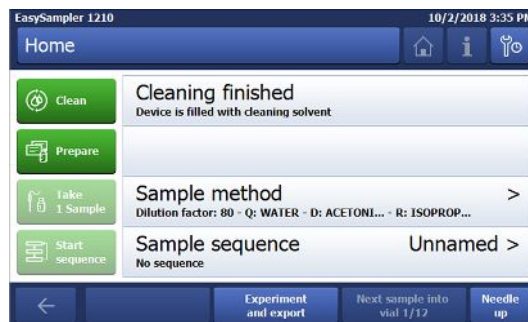 EasySampler 1210 10/2/2018 3:35 PM
Home
Clean
Cleaning finished
Device is filled with cleaning solvent
Prepare
Take
1 Sample
Sample method >
Dilution factor: 80 - Q: WATER - D: ACETONI... - R: ISOPROP...
Start
sequence
Sample sequence Unnamed >
No sequence
Experiment
and export
Next sample into
vial 1/12
Needle
up